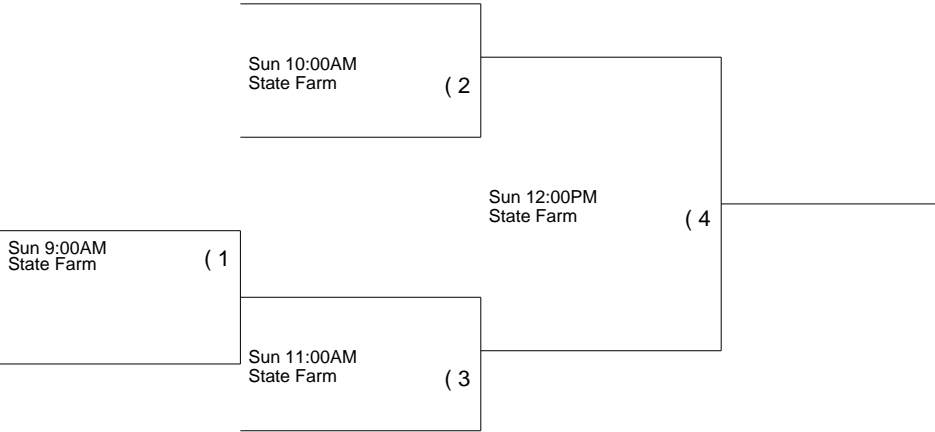 Sun 10:00AM
State Farm
( 2
Sun 12:00PM
State Farm
( 4
Sun 9:00AM
State Farm
( 1
Sun 11:00AM
State Farm
( 3